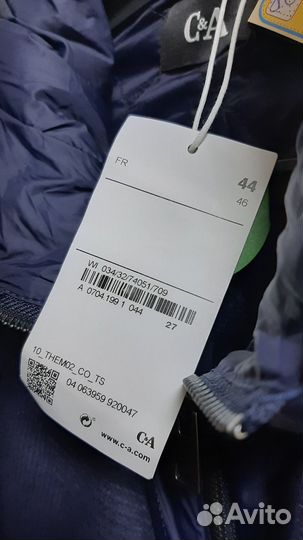 C&A
44
FR
46
WI 034/32/74051/709
A 0704199 1 044 27
10_THEM02_CO_TS
04 063959 920047
C&A
www.c-a.com
Avito